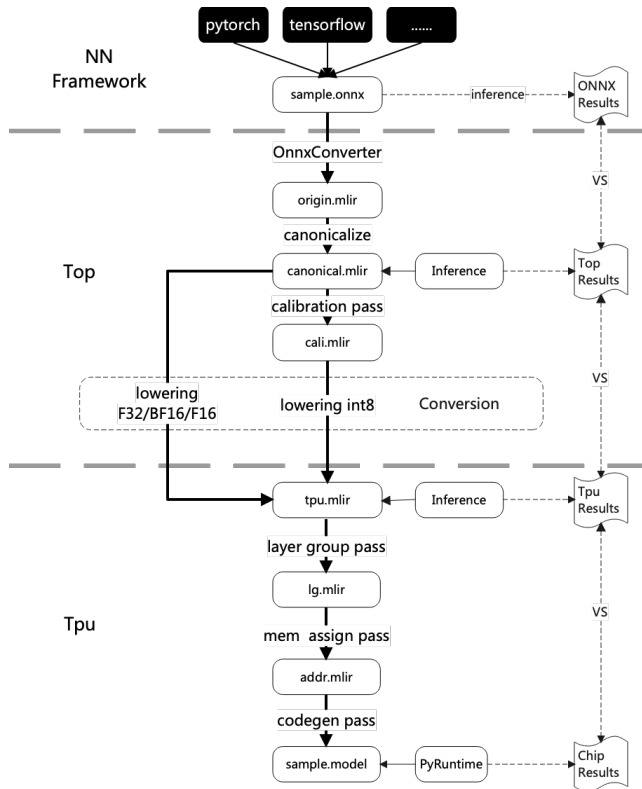 pytorch
tensorflow
......
NN
Framework
sample.onnx
inference
ONNX
Results
OnnxConverter
VS
origin.mlir
canonicalize
Top
canonical.mlir
Inference
Top
Results
calibration pass
cali.mlir
VS
lowering
F32/BF16/F16
lowering int8
Conversion
tpu.mlir
Inference
Tpu
Results
layer group pass
lg.mlir
VS
Tpu
mem assign pass
addr.mlir
codegen pass
sample.model
PyRuntime
Chip
Results